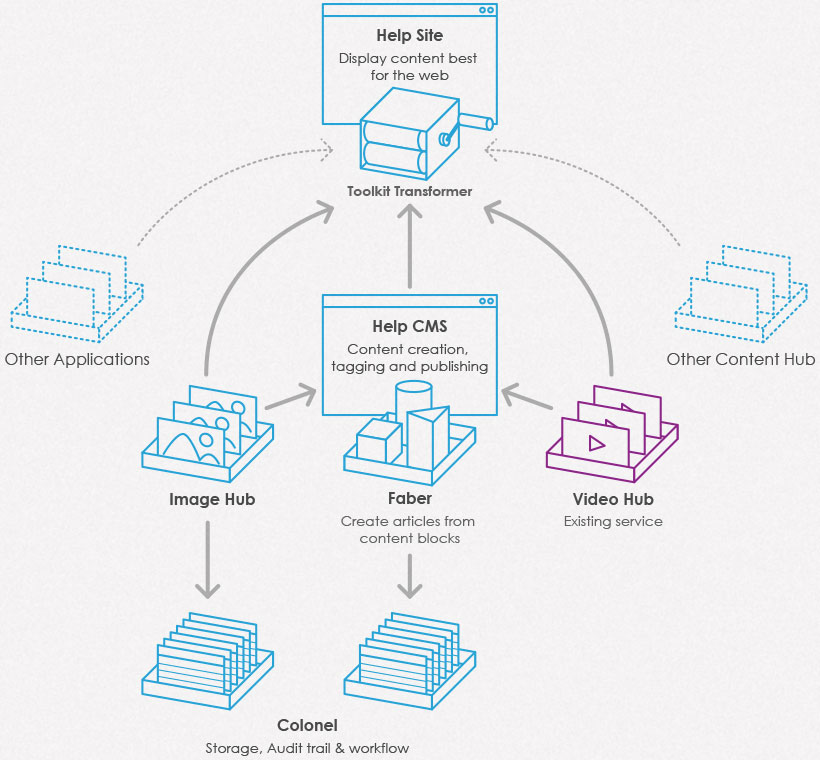 Help Site
Display content best
for the web
Toolkit Transformer
Other Applications
Help CMS
Content creation,
tagging and publishing
Other Content Hub
Image Hub
Faber
Create articles from
content blocks
Video Hub
Existing service
Colonel
Storage, Audit trail & workflow